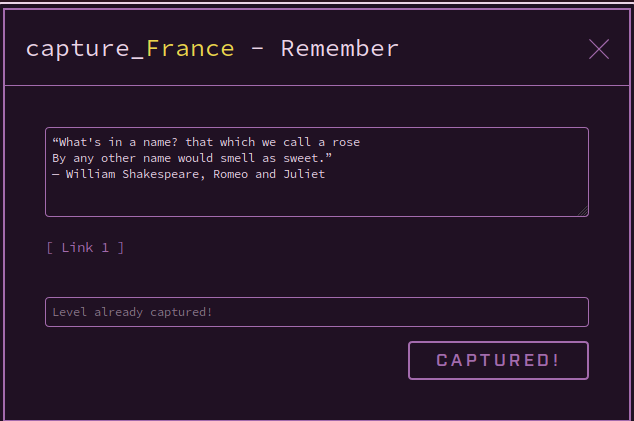 capture_France - Remember
“What's in a name? that which we call a rose
By any other name would smell as sweet.”
— William Shakespeare, Romeo and Juliet
[ Link 1 ]
Level already captured!
CAPTURED!